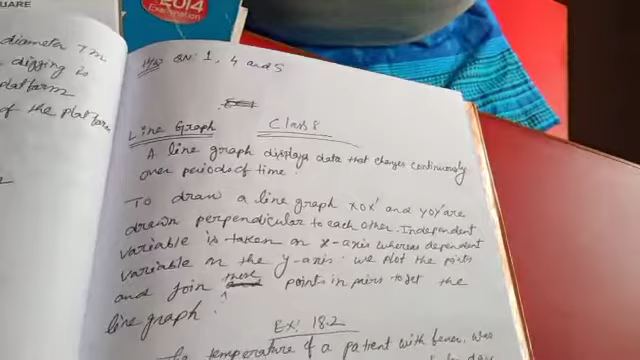 UARE
2014
Examination
diameter 7m
digging is
platform
of the platform
H/W QN: 1, 4 and 5
Line Graph Class 8
A line graph displays data that changes continuously
over periods of time.
To draw a line graph XOX' and YOY' are
drawn perpendicular to each other. Independent
variable is taken on x-axis whereas dependent
variable on the y-axis. we plot the points
and join these points in pairs to get the
line graph.
Ex: 18.2
temperature of a patient with fever, was
day